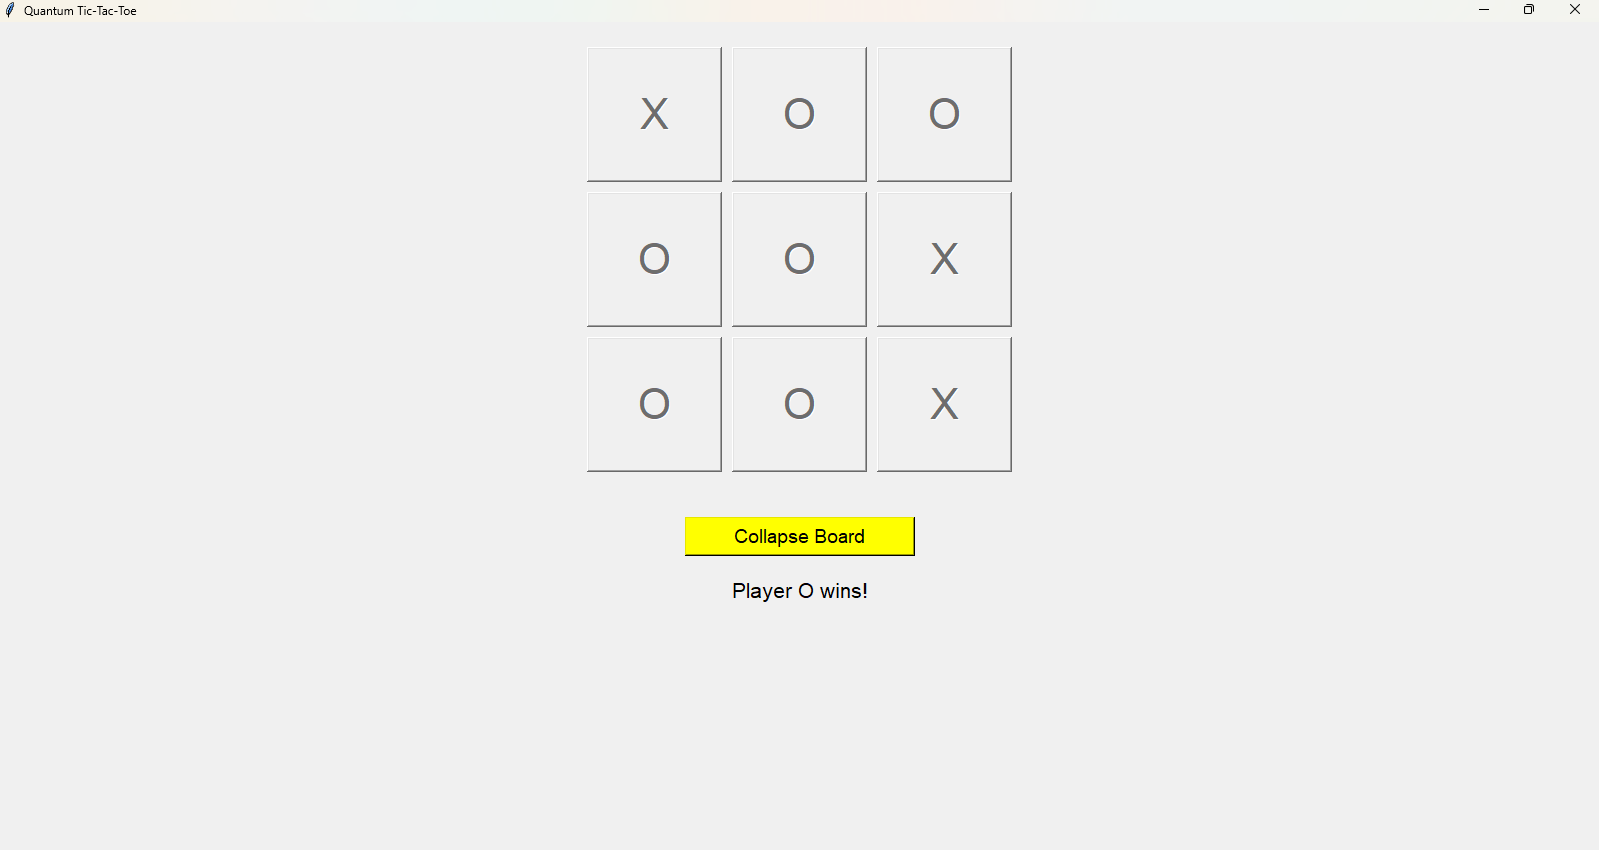 Quantum Tic-Tac-Toe
X O O
O O X
O O X
Collapse Board
Player O wins!